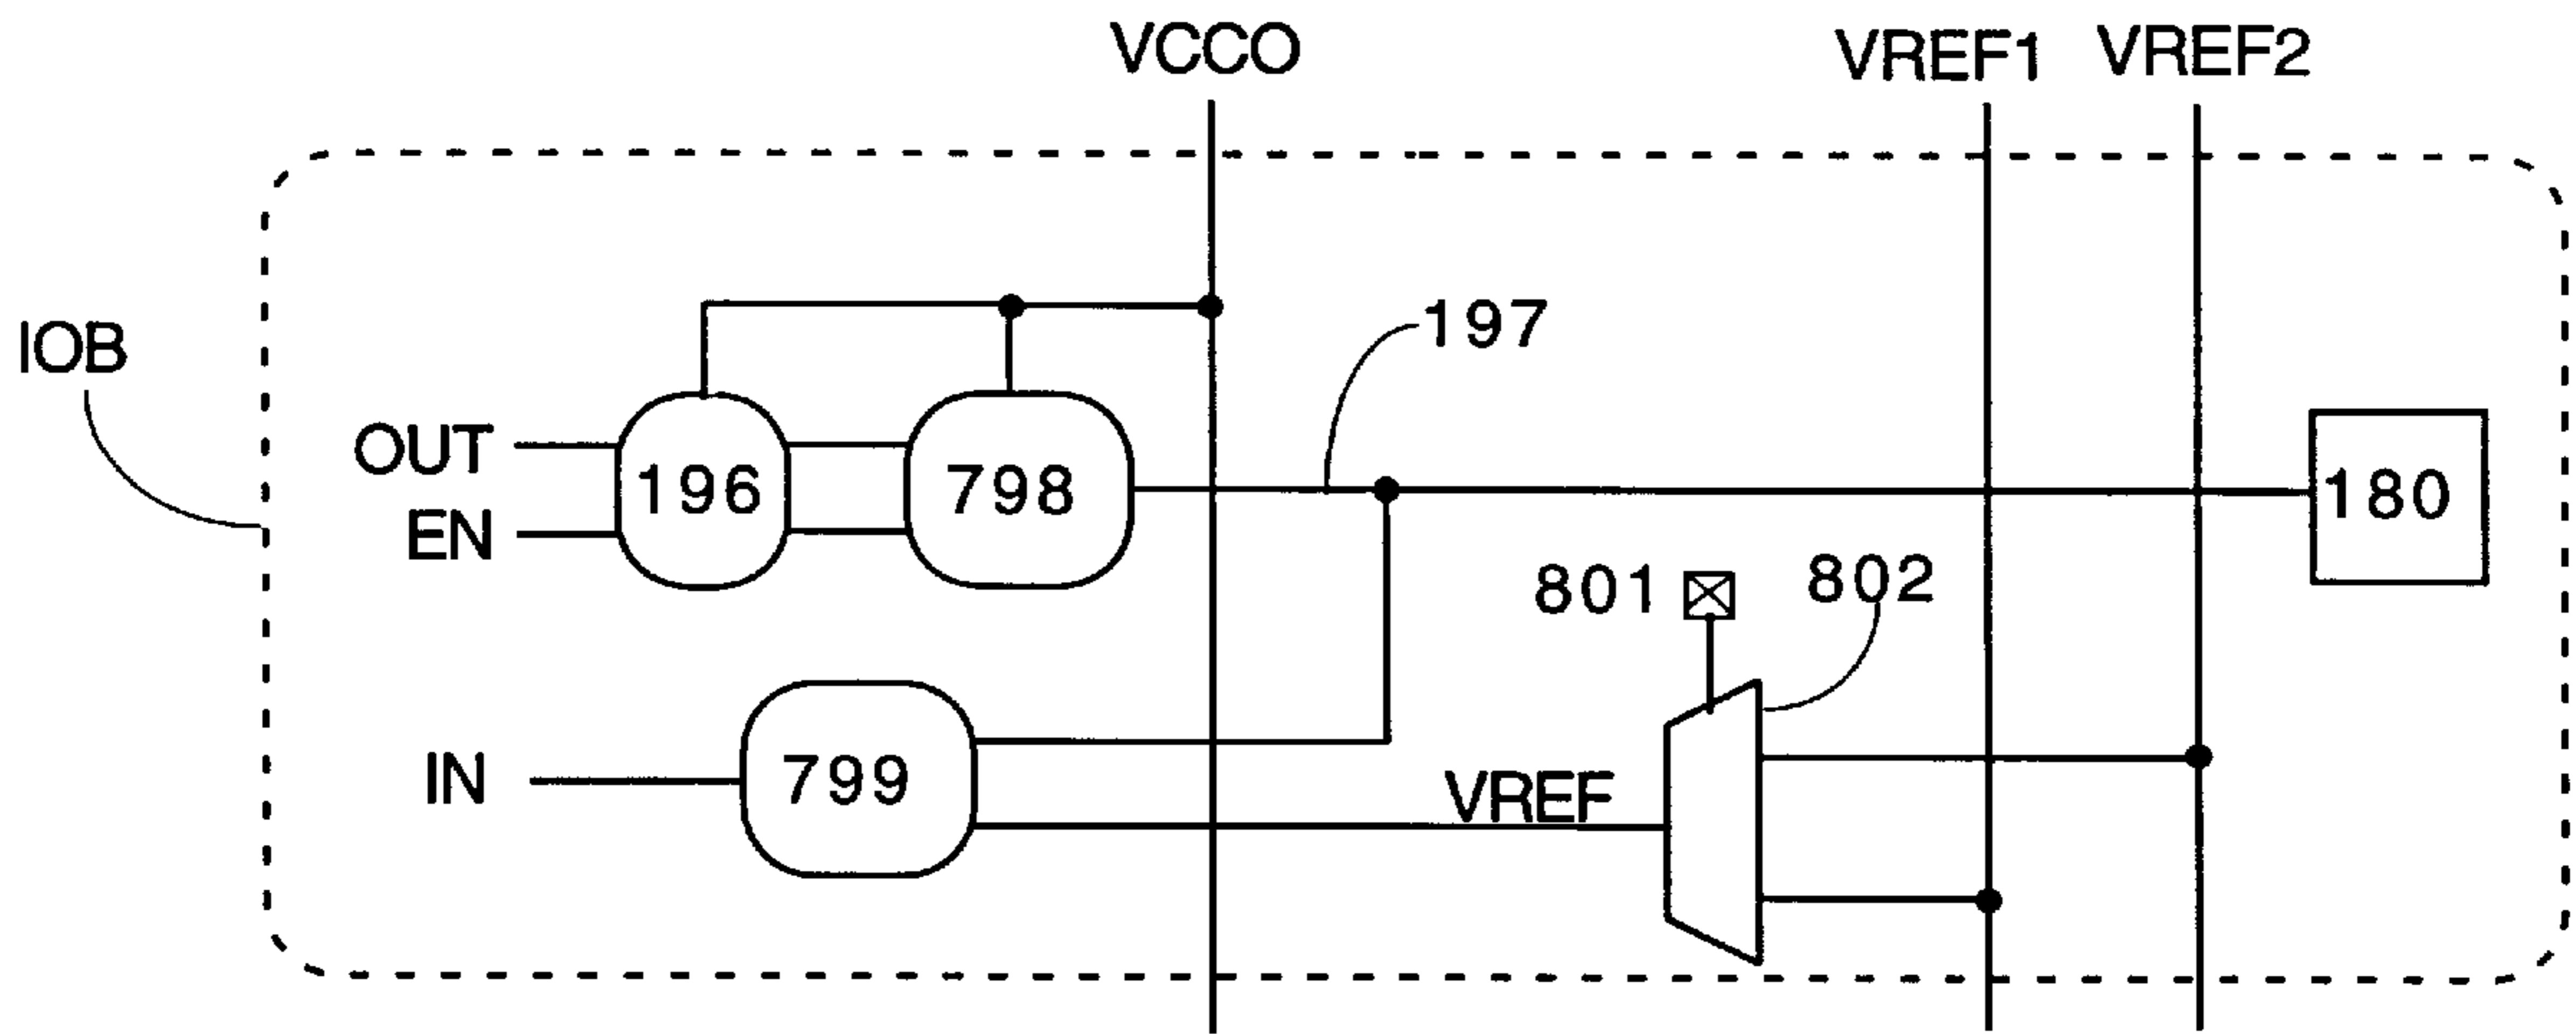 VCCO
VREF1
VREF2
IOB
197
OUT
196
798
180
EN
801
802
IN
799
VREF